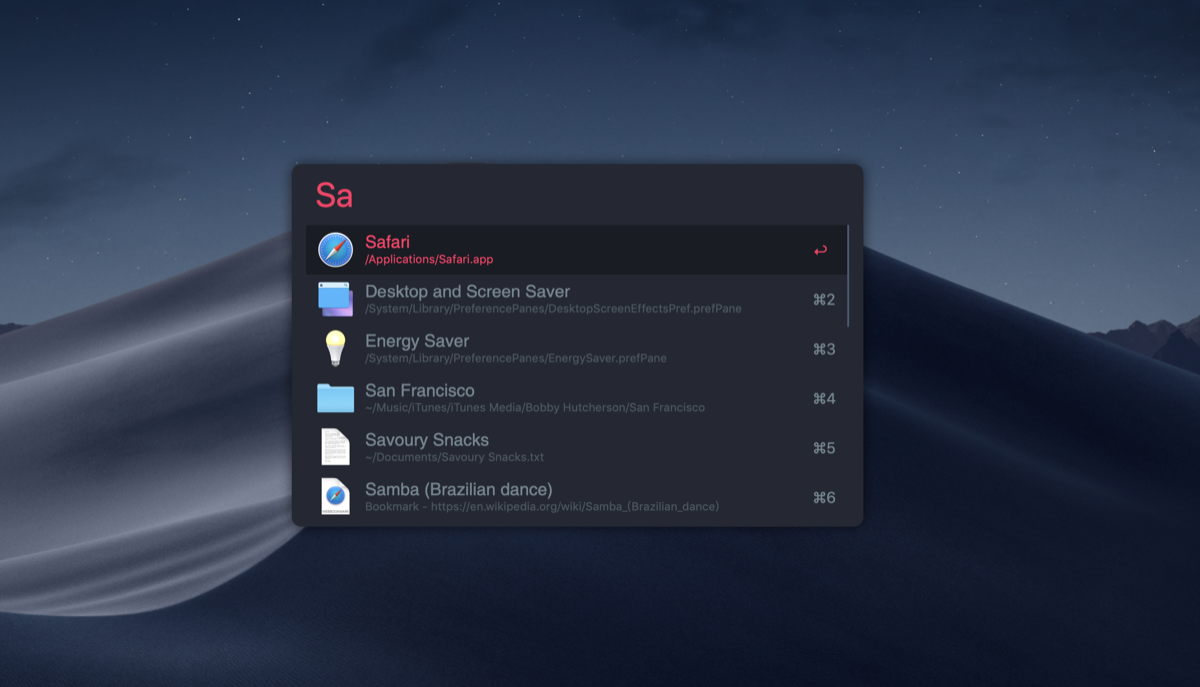 Sa
Safari
/Applications/Safari.app
↩
Desktop and Screen Saver
/System/Library/PreferencePanes/DesktopScreenEffectsPref.prefPane
⌘2
Energy Saver
/System/Library/PreferencePanes/EnergySaver.prefPane
⌘3
San Francisco
~/Music/iTunes/iTunes Media/Bobby Hutcherson/San Francisco
⌘4
Savoury Snacks
~/Documents/Savoury Snacks.txt
⌘5
Samba (Brazilian dance)
Bookmark - https://en.wikipedia.org/wiki/Samba_(Brazilian_dance)
⌘6